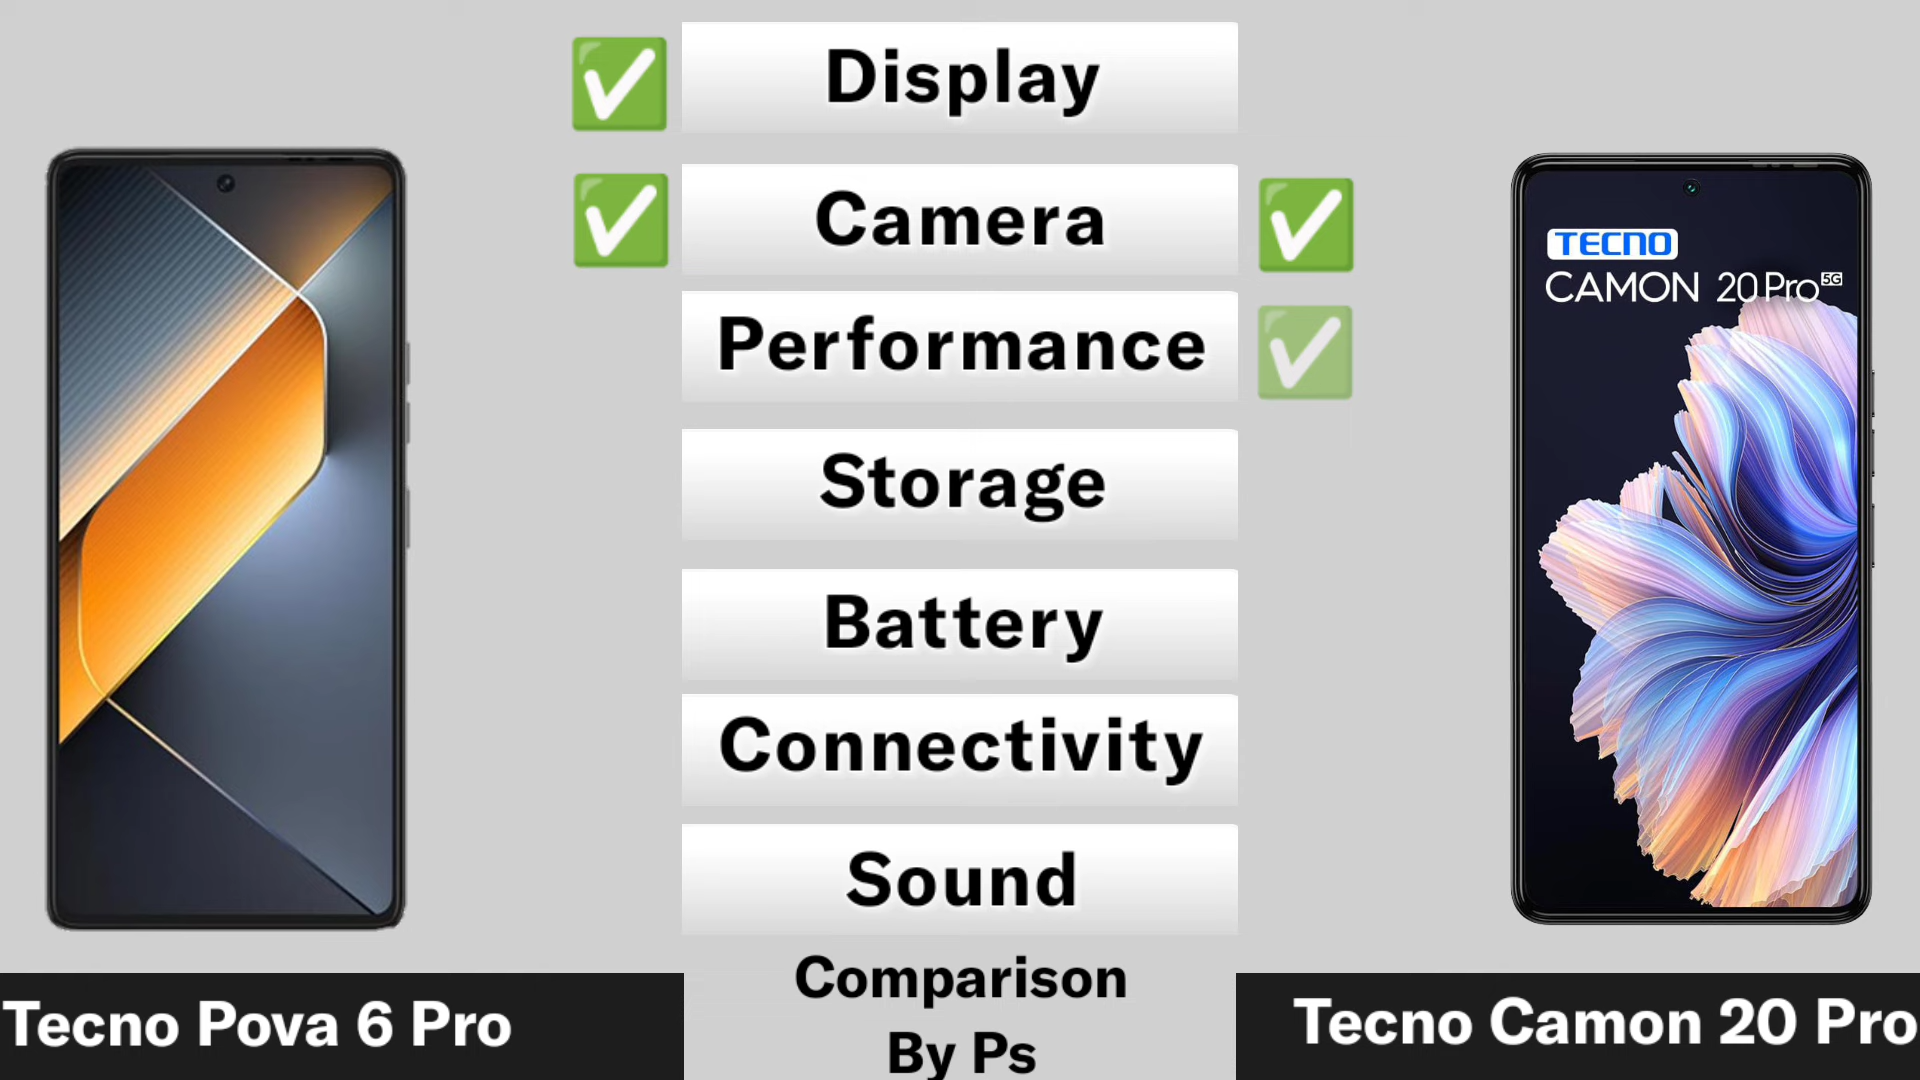 Display
Camera
Performance
Storage
Battery
Connectivity
Sound
Comparison
By Ps
Tecno Pova 6 Pro
TECNO
CAMON 20 Pro 5G
Tecno Camon 20 Pro